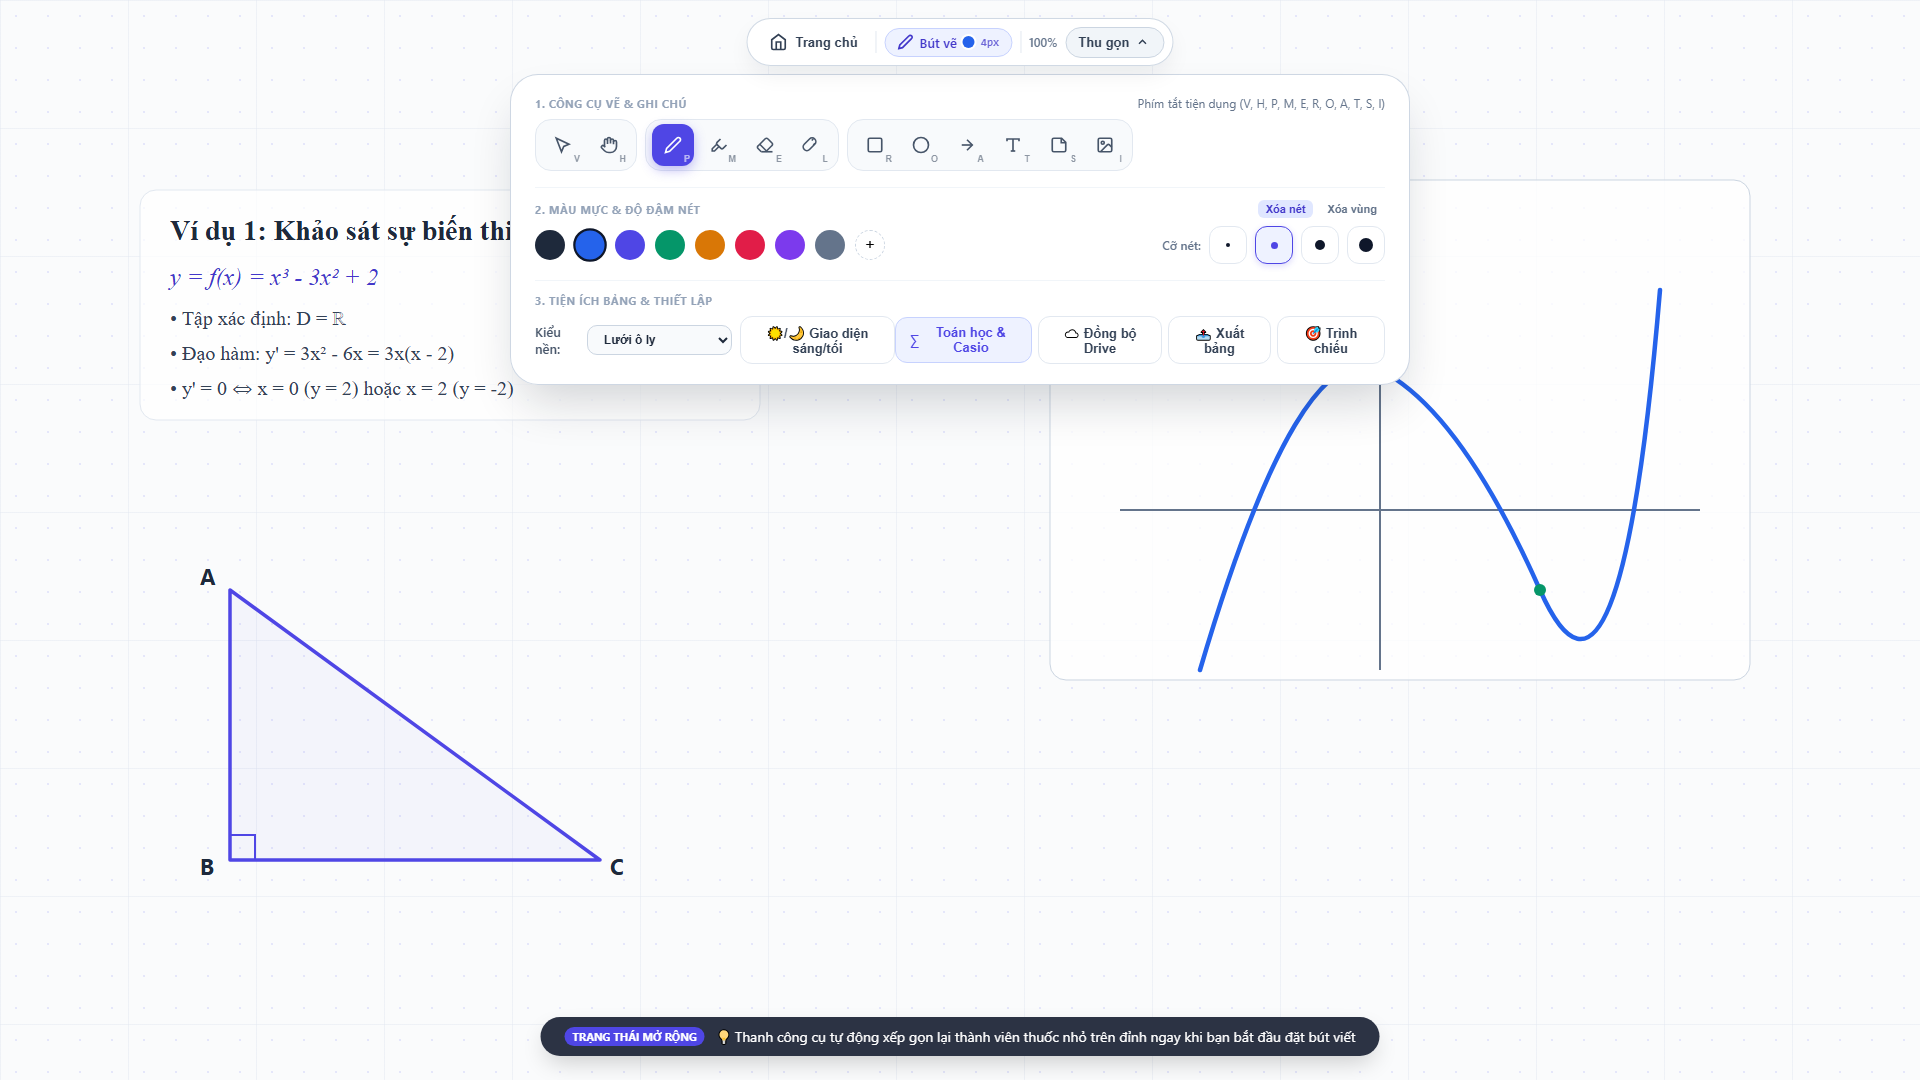 Trang chủ
Bút vẽ 4px
100%
Thu gọn
1. CÔNG CỤ VẼ & GHI CHÚ
Phím tắt tiện dụng (V, H, P, M, E, R, O, A, T, S, I)
V H P M E L R O A T S I
2. MÀU MỰC & ĐỘ ĐẬM NÉT
Xóa nét Xóa vùng
+
Cỡ nét:
3. TIỆN ÍCH BẢNG & THIẾT LẬP
Kiểu nền:
Lưới ô ly
☀️/🌙 Giao diện sáng/tối
∑ Toán học & Casio
Đồng bộ Drive
Xuất bảng
🎯 Trình chiếu
Ví dụ 1: Khảo sát sự biến thi
y = f(x) = x³ - 3x² + 2
• Tập xác định: D = ℝ
• Đạo hàm: y' = 3x² - 6x = 3x(x - 2)
• y' = 0 ⇔ x = 0 (y = 2) hoặc x = 2 (y = -2)
A
B
C
TRẠNG THÁI MỞ RỘNG 💡 Thanh công cụ tự động xếp gọn lại thành viên thuốc nhỏ trên đỉnh ngay khi bạn bắt đầu đặt bút viết